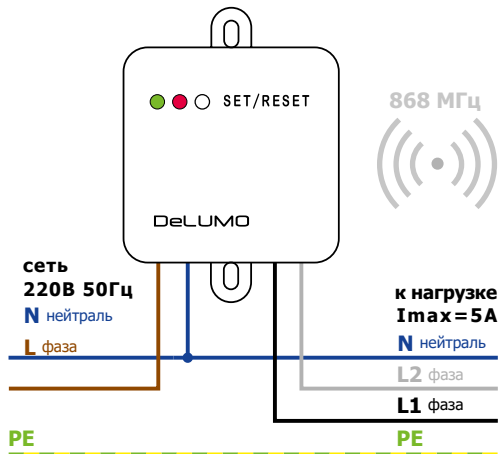 SET/RESET
868 МГц
DeLUMO
сеть
220В 50Гц
N нейтраль
L фаза
к нагрузке
Imax=5A
N нейтраль
L2 фаза
L1 фаза
PE
PE